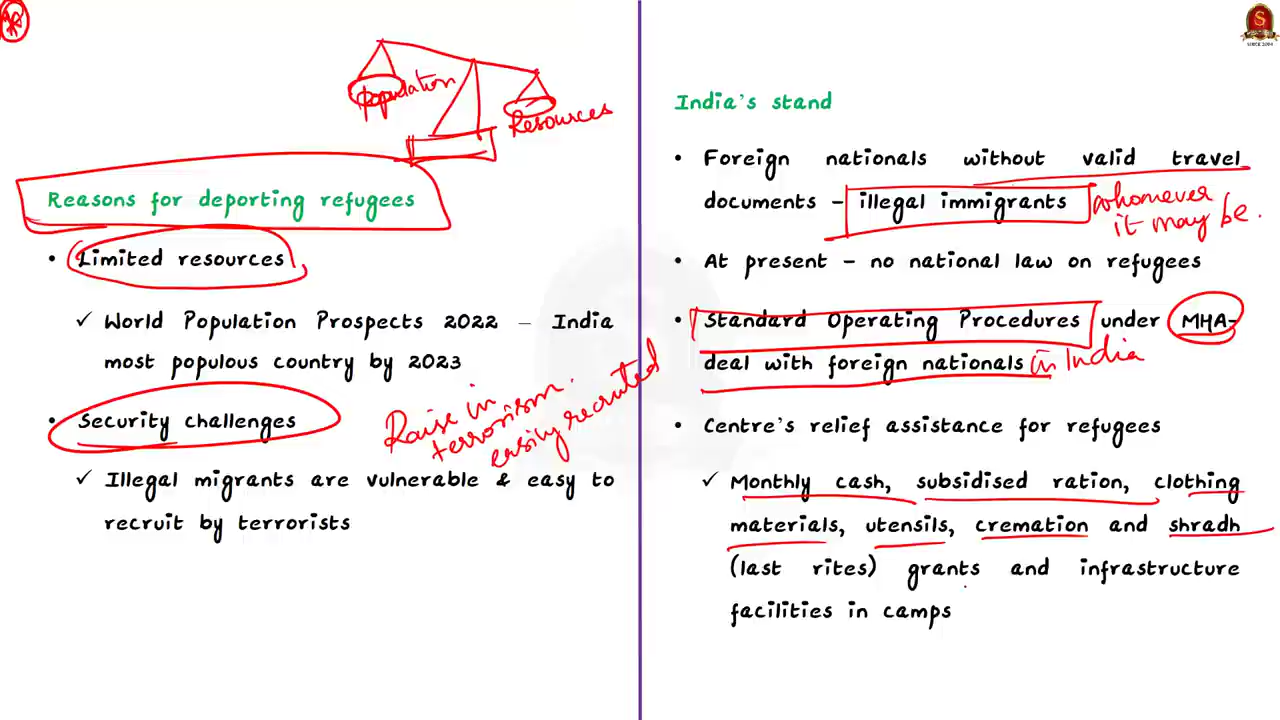 population
Resources
Reasons for deporting refugees
• Limited resources
✓ World Population Prospects 2022 – India
most populous country by 2023
• Security challenges
Raise in
terrorism.
easily recruited
✓ Illegal migrants are vulnerable & easy to
recruit by terrorists
S
SINCE 2004
India's stand
• Foreign nationals without valid travel
documents – illegal immigrants whomever
it may be.
• At present – no national law on refugees
• Standard Operating Procedures under MHA-
deal with foreign nationals in India
• Centre's relief assistance for refugees
✓ Monthly cash, subsidised ration, clothing
materials, utensils, cremation and shradh
(last rites) grants and infrastructure
facilities in camps